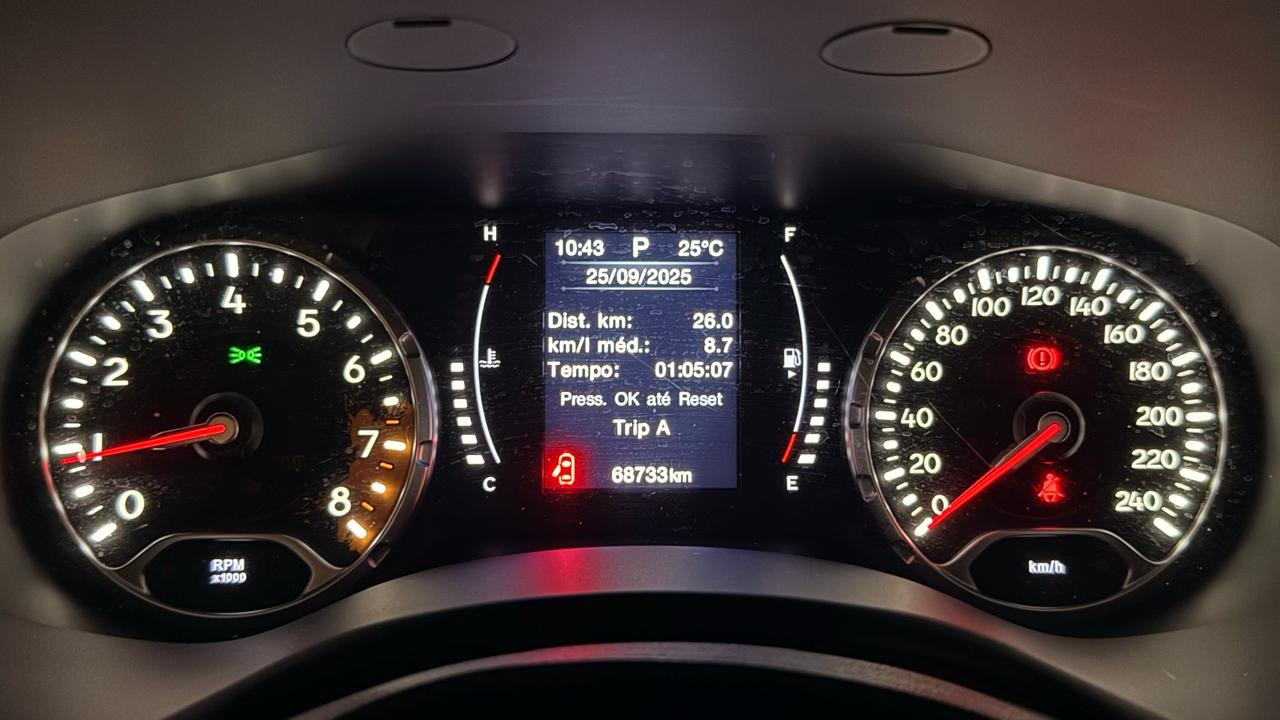 0
1
2
3
4
5
6
7
8
RPM
x1000
H
C
10:43 P 25°C
25/09/2025
Dist. km: 26.0
km/l méd.: 8.7
Tempo: 01:05:07
Press. OK até Reset
Trip A
68733km
F
E
0
20
40
60
80
100
120
140
160
180
200
220
240
km/h